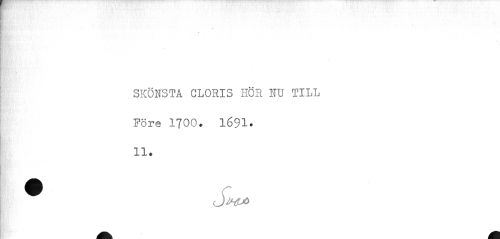 SKÖNSTA CLORIS HÖR NU TILL
Före 1700. 1691.
11.